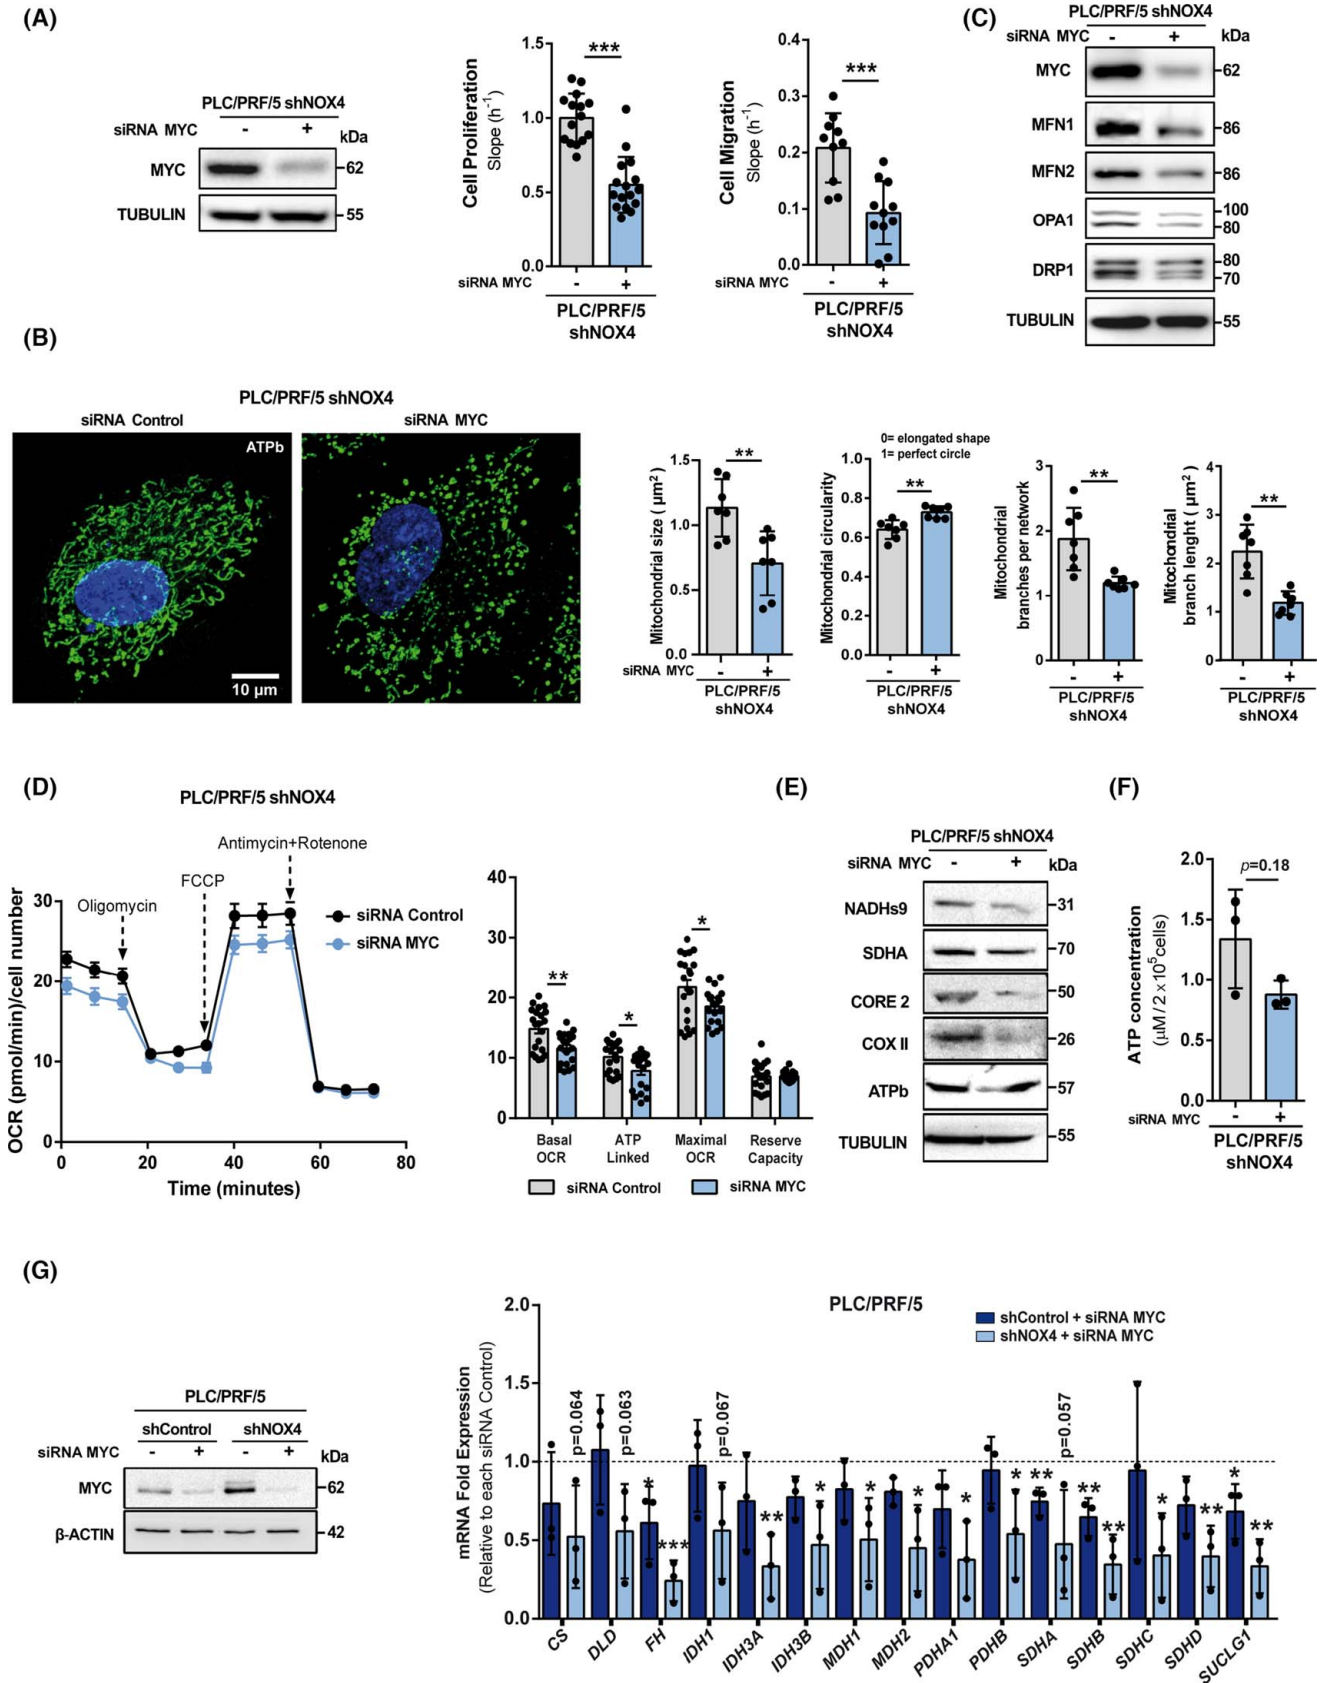 (A)
PLC/PRF/5 shNOX4
siRNA MYC - + kDa
MYC 62
TUBULIN 55
Cell Proliferation
Slope (h-1)
1.5
1.0
0.5
0.0
***
siRNA MYC - +
PLC/PRF/5
shNOX4
Cell Migration
Slope (h-1)
0.4
0.3
0.2
0.1
0.0
***
siRNA MYC - +
PLC/PRF/5
shNOX4
(C)
PLC/PRF/5 shNOX4
siRNA MYC - + kDa
MYC 62
MFN1 86
MFN2 86
OPA1 100
80
DRP1 80
70
TUBULIN 55
(B)
PLC/PRF/5 shNOX4
siRNA Control siRNA MYC
ATPb
10 µm
Mitochondrial size ( µm2)
1.5
1.0
0.5
0.0
**
siRNA MYC - +
PLC/PRF/5
shNOX4
0= elongated shape
1= perfect circle
Mitochondrial circularity
1.0
0.8
0.6
0.4
0.2
0.0
**
- +
PLC/PRF/5
shNOX4
Mitochondrial
branches per network
3
2
1
0
**
- +
PLC/PRF/5
shNOX4
Mitochondrial
branch lenght ( µm2)
4
3
2
1
0
**
- +
PLC/PRF/5
shNOX4
(D)
PLC/PRF/5 shNOX4
Antimycin+Rotenone
FCCP
Oligomycin
siRNA Control
siRNA MYC
OCR (pmol/min)/cell number
30
20
10
0
0 20 40 60 80
Time (minutes)
40
30
20
10
0
** * *
Basal
OCR
ATP
Linked
Maximal
OCR
Reserve
Capacity
siRNA Control siRNA MYC
(E)
PLC/PRF/5 shNOX4
siRNA MYC - + kDa
NADHs9 31
SDHA 70
CORE 2 50
COX II 26
ATPb 57
TUBULIN 55
(F)
ATP concentration
(µM / 2 x 105 cells)
2.0
1.5
1.0
0.5
0.0
p=0.18
siRNA MYC - +
PLC/PRF/5
shNOX4
(G)
PLC/PRF/5
shControl shNOX4
siRNA MYC - + - + kDa
MYC 62
β-ACTIN 42
PLC/PRF/5
shControl + siRNA MYC
shNOX4 + siRNA MYC
mRNA Fold Expression
(Relative to each siRNA Control)
2.0
1.5
1.0
0.5
0.0
p=0.064 p=0.063 * *** p=0.067 ** * * * * * ** p=0.057 * ** * ** * **
CS DLD FH IDH1 IDH3A IDH3B MDH1 MDH2 PDHA1 PDHB SDHA SDHB SDHC SDHD SUCLG1